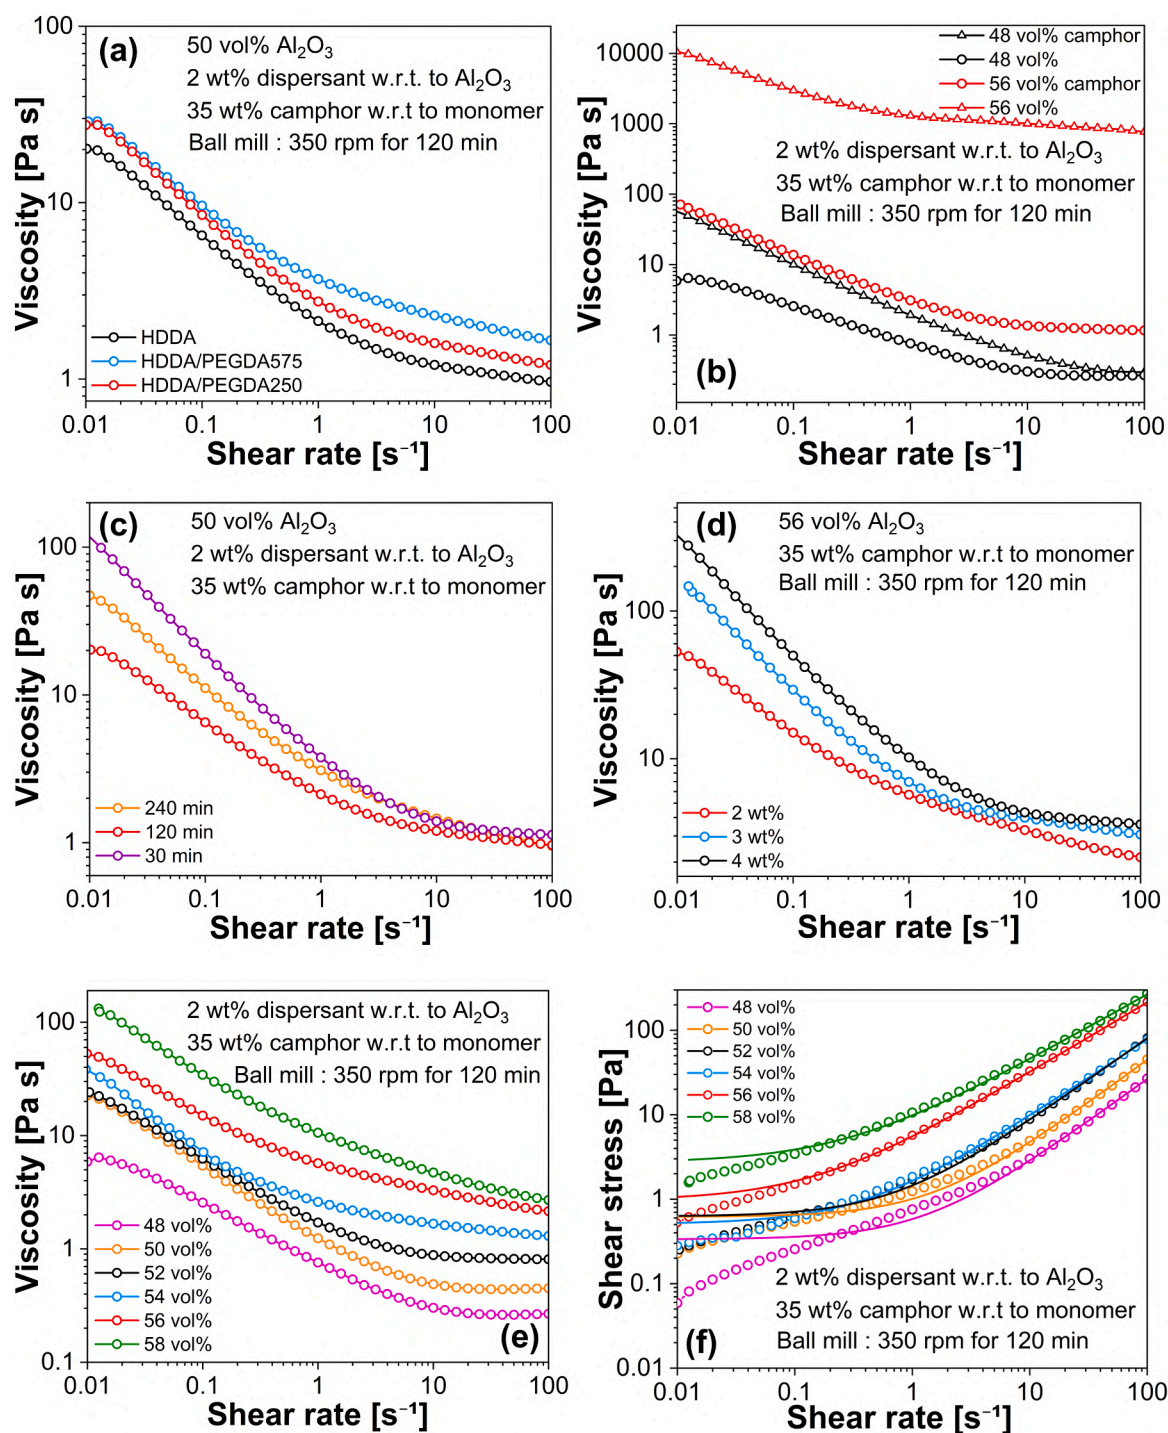 (a)
50 vol% Al₂O₃
2 wt% dispersant w.r.t. to Al₂O₃
35 wt% camphor w.r.t to monomer
Ball mill : 350 rpm for 120 min
Viscosity [Pa s]
100
10
1
HDDA
HDDA/PEGDA575
HDDA/PEGDA250
0.01 0.1 1 10 100
Shear rate [s⁻¹]
48 vol% camphor
48 vol%
56 vol% camphor
56 vol%
2 wt% dispersant w.r.t. to Al₂O₃
35 wt% camphor w.r.t to monomer
Ball mill : 350 rpm for 120 min
Viscosity [Pa s]
10000
1000
100
10
1
(b)
0.01 0.1 1 10 100
Shear rate [s⁻¹]
(c)
50 vol% Al₂O₃
2 wt% dispersant w.r.t. to Al₂O₃
35 wt% camphor w.r.t to monomer
Viscosity [Pa s]
100
10
1
240 min
120 min
30 min
0.01 0.1 1 10 100
Shear rate [s⁻¹]
(d)
56 vol% Al₂O₃
35 wt% camphor w.r.t to monomer
Ball mill : 350 rpm for 120 min
Viscosity [Pa s]
100
10
2 wt%
3 wt%
4 wt%
0.01 0.1 1 10 100
Shear rate [s⁻¹]
2 wt% dispersant w.r.t. to Al₂O₃
35 wt% camphor w.r.t to monomer
Ball mill : 350 rpm for 120 min
Viscosity [Pa s]
100
10
1
0.1
48 vol%
50 vol%
52 vol%
54 vol%
56 vol%
58 vol%
(e)
0.01 0.1 1 10 100
Shear rate [s⁻¹]
48 vol%
50 vol%
52 vol%
54 vol%
56 vol%
58 vol%
Shear stress [Pa]
100
10
1
0.1
0.01
2 wt% dispersant w.r.t. to Al₂O₃
35 wt% camphor w.r.t to monomer
Ball mill : 350 rpm for 120 min
(f)
0.01 0.1 1 10 100
Shear rate [s⁻¹]